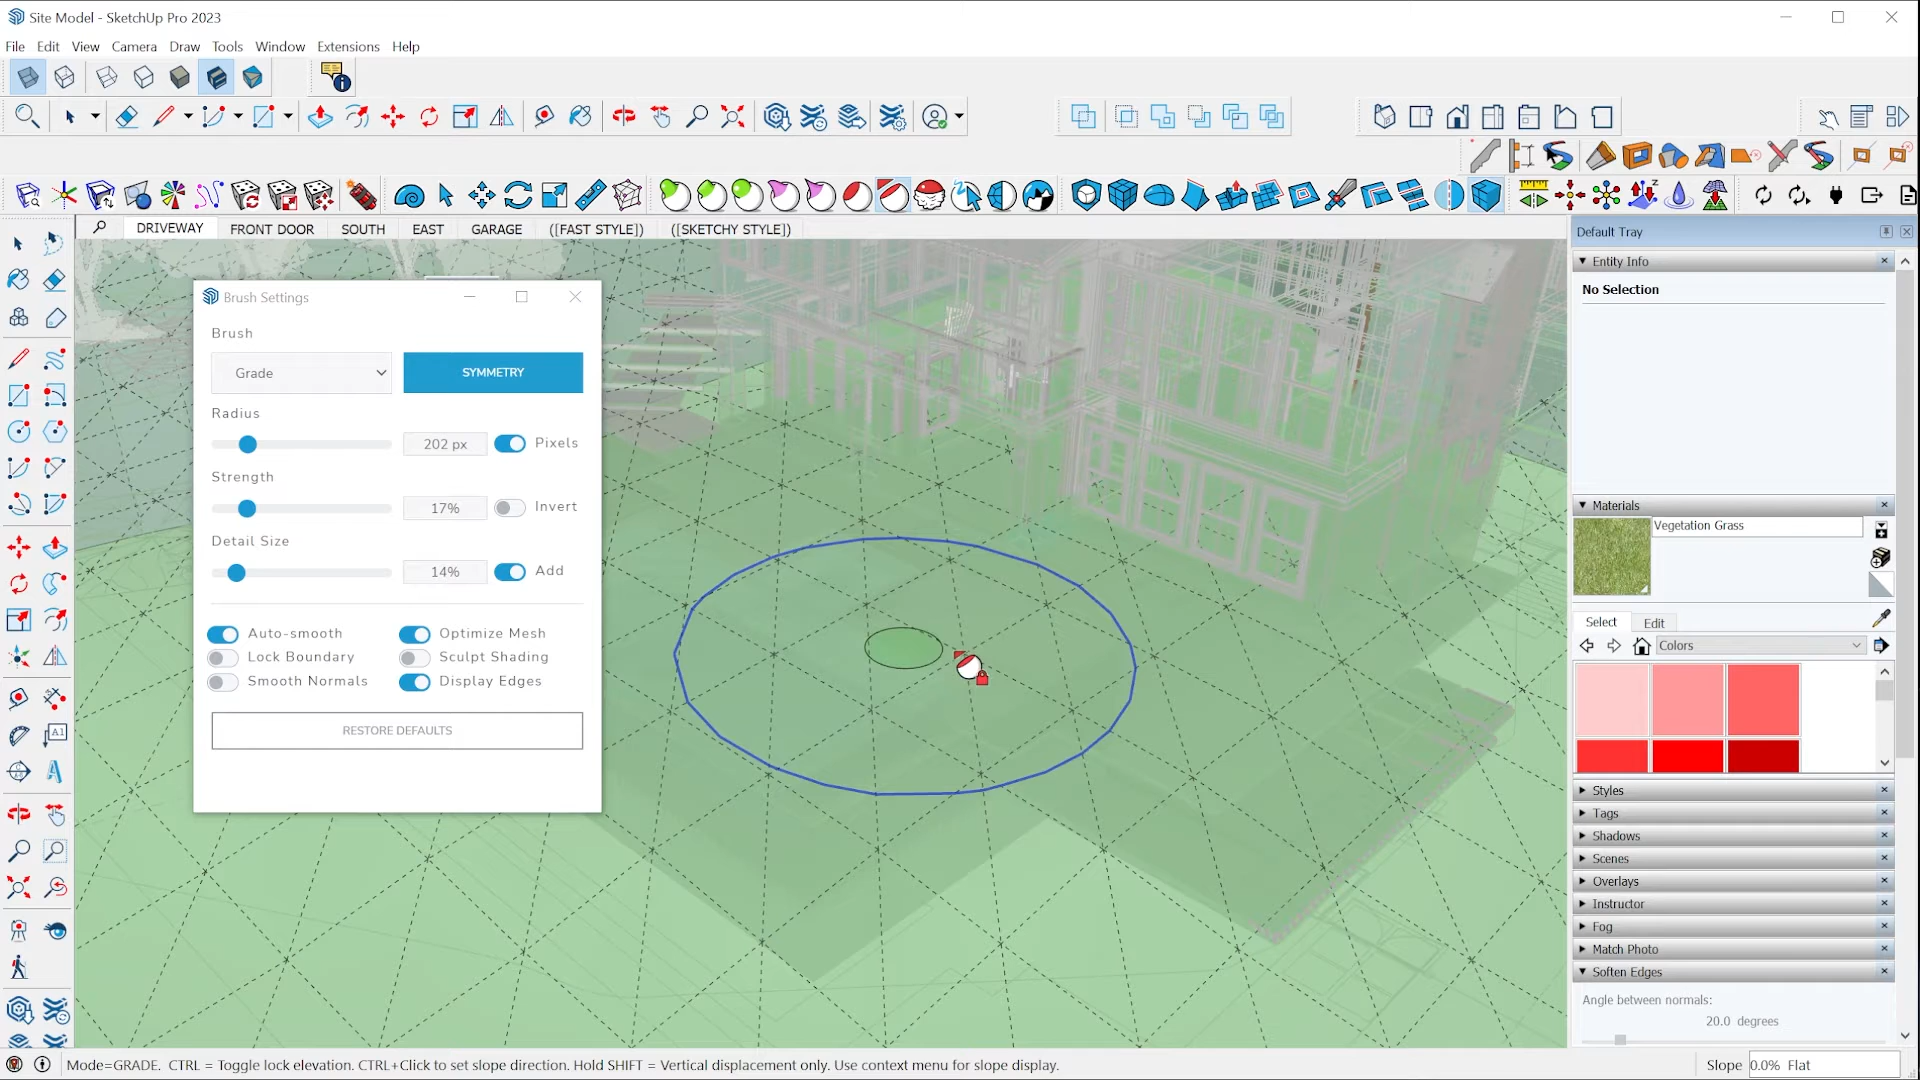 Site Model - SketchUp Pro 2023
File Edit View Camera Draw Tools Window Extensions Help
DRIVEWAY FRONT DOOR SOUTH EAST GARAGE ([FAST STYLE]) ([SKETCHY STYLE])
Brush Settings
Brush
Grade SYMMETRY
Radius
202 px Pixels
Strength
17% Invert
Detail Size
14% Add
Auto-smooth Optimize Mesh
Lock Boundary Sculpt Shading
Smooth Normals Display Edges
RESTORE DEFAULTS
Default Tray
Entity Info
No Selection
Materials
Vegetation Grass
Select Edit
Colors
Styles
Tags
Shadows
Scenes
Overlays
Instructor
Fog
Match Photo
Soften Edges
Angle between normals:
20.0 degrees
Mode=GRADE. CTRL = Toggle lock elevation. CTRL+Click to set slope direction. Hold SHIFT = Vertical displacement only. Use context menu for slope display.
Slope 0.0% Flat